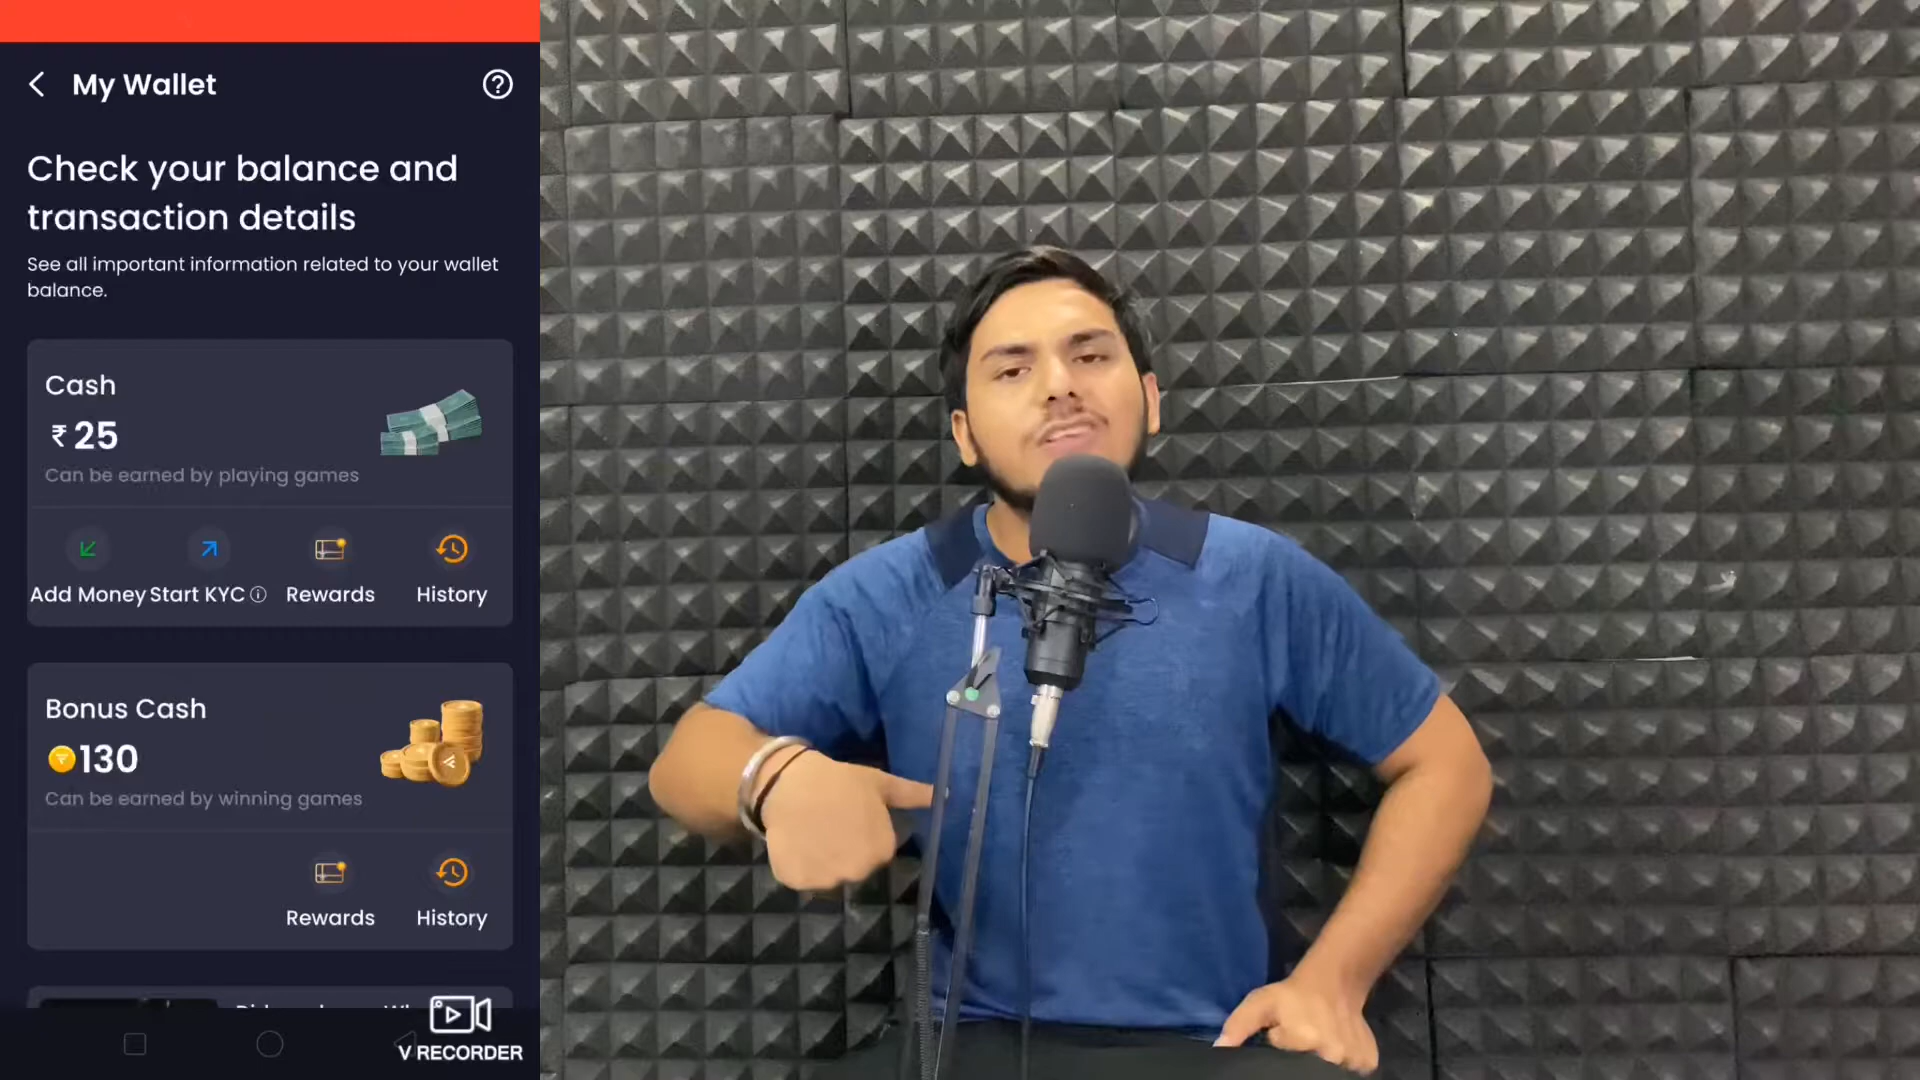 My Wallet
Check your balance and
transaction details
See all important information related to your wallet
balance.
Cash
₹25
Can be earned by playing games
Add Money Start KYC Rewards History
Bonus Cash
130
Can be earned by winning games
Rewards History
V RECORDER